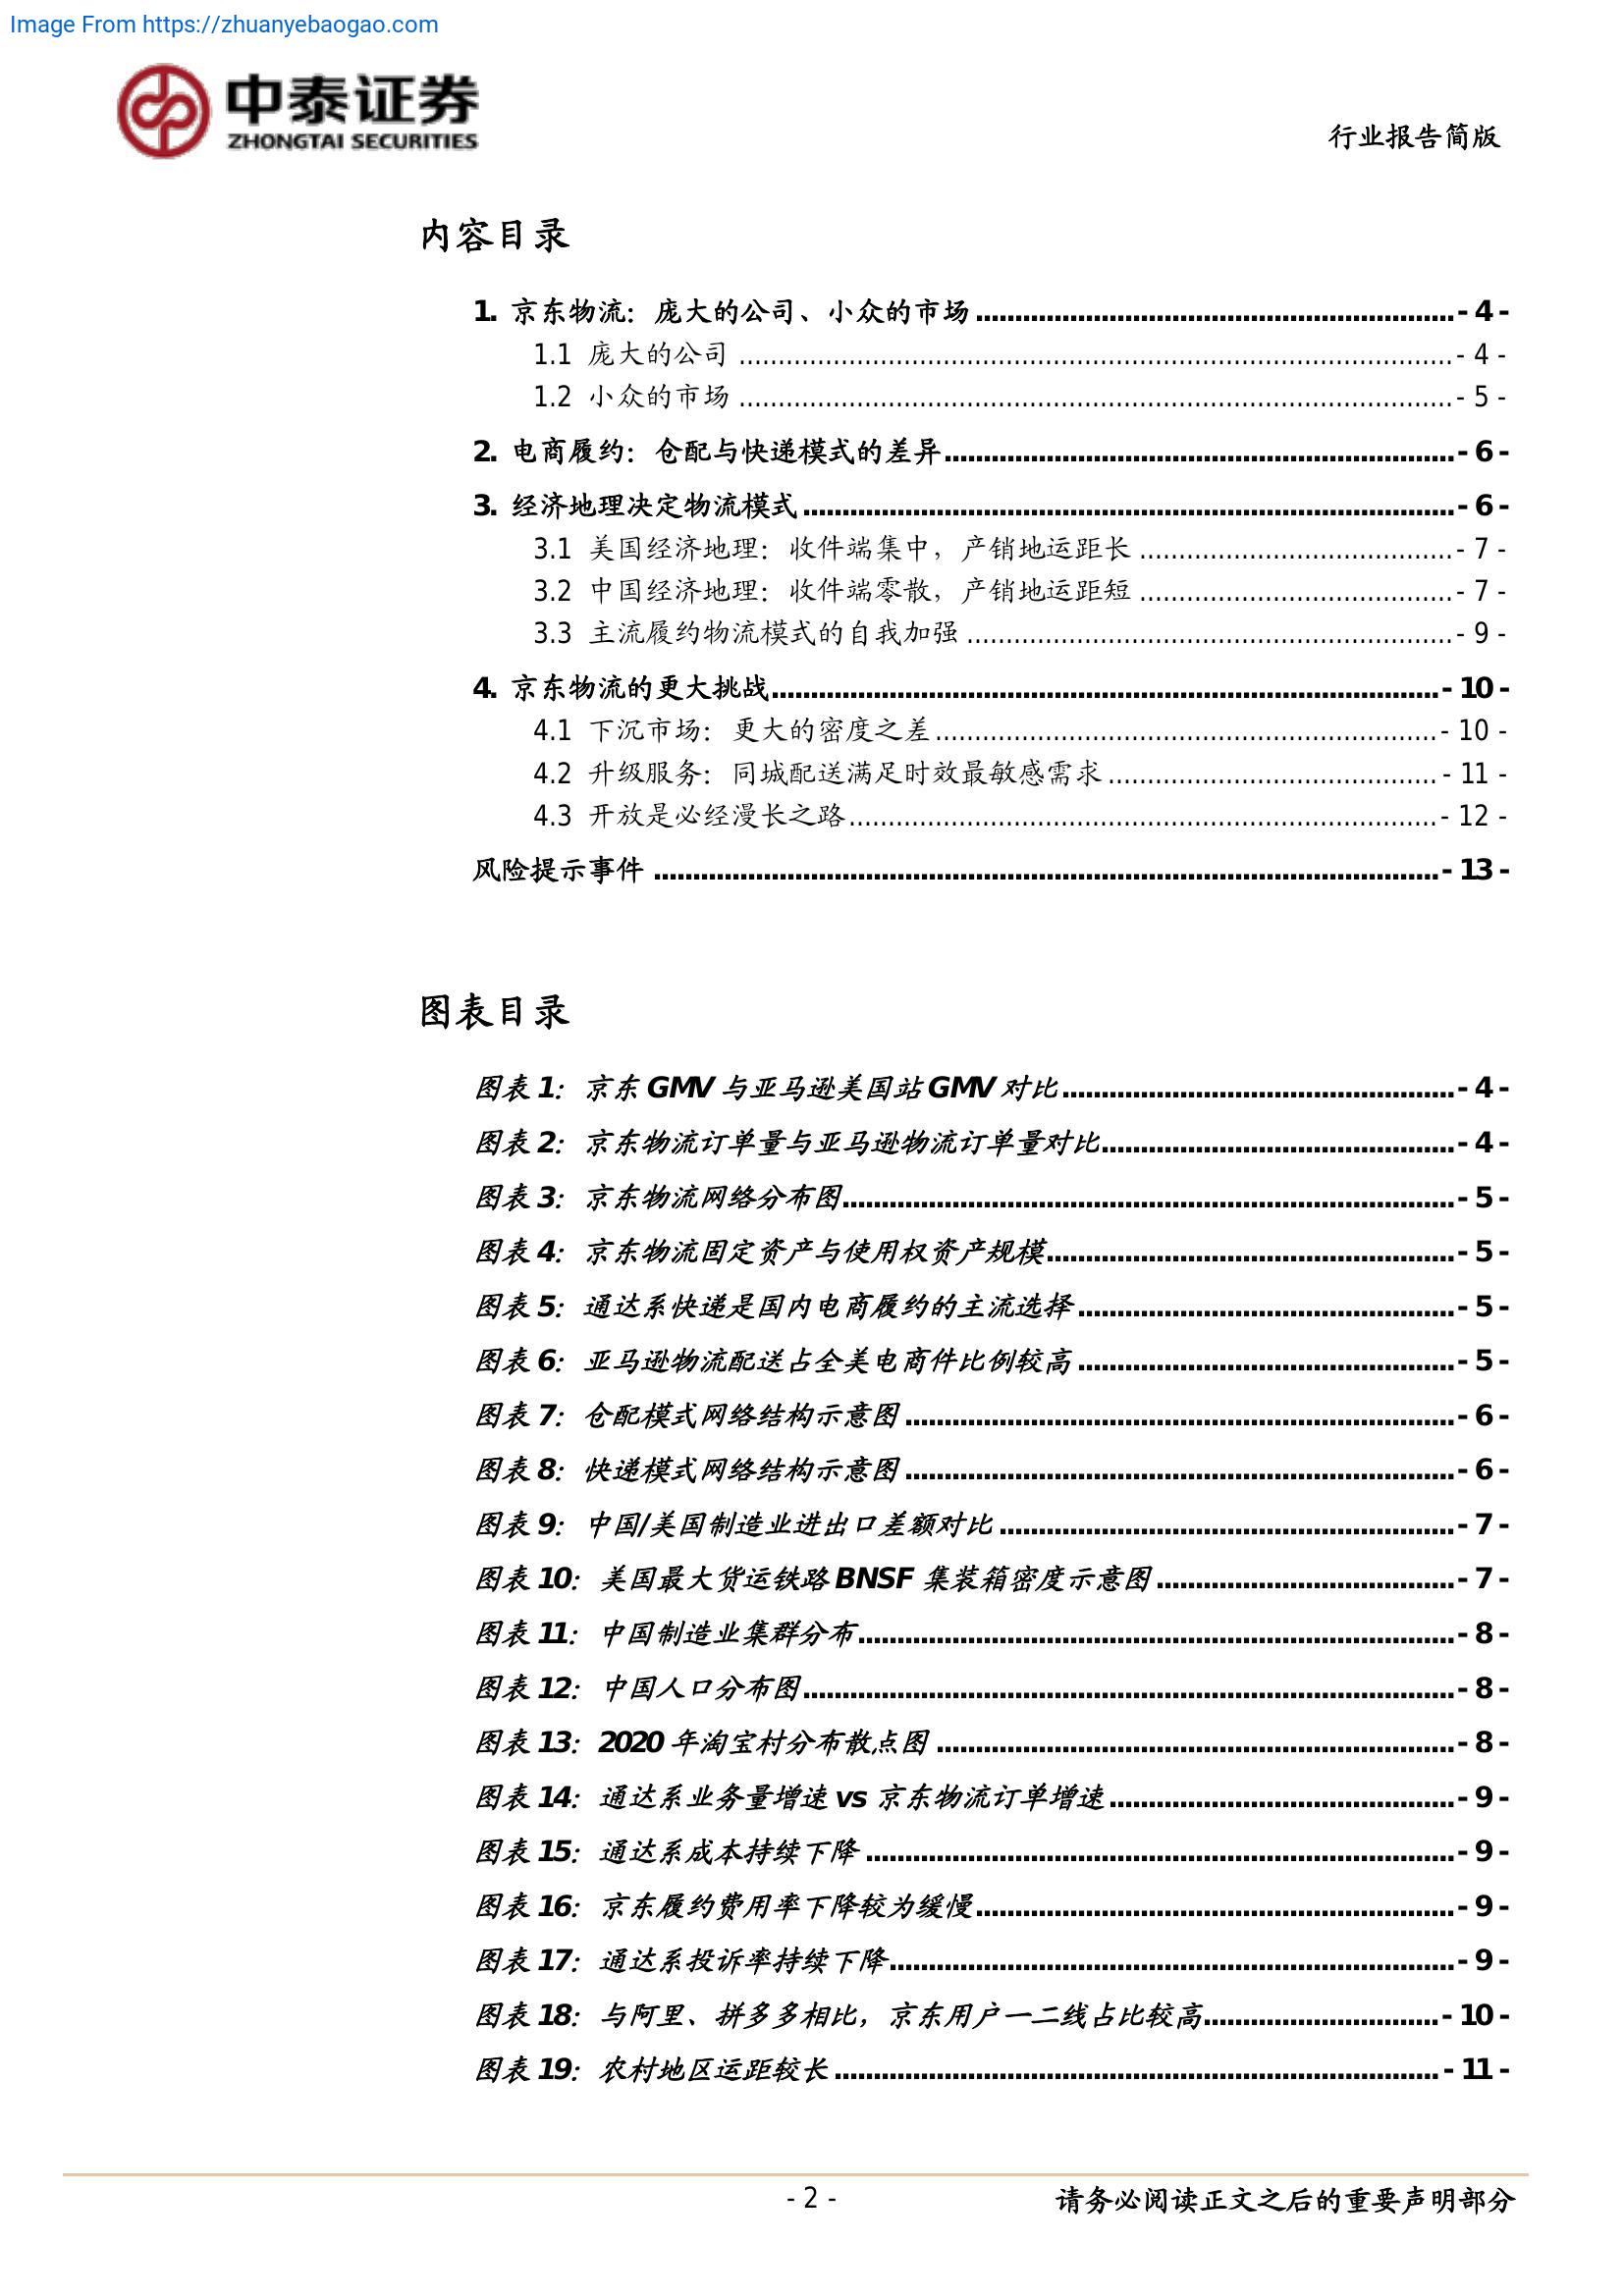 Image From https://zhuanyebaogao.com
中泰证券
ZHONGTAI SECURITIES
行业报告简版
内容目录
1. 京东物流：庞大的公司、小众的市场 ............................................................- 4 -
1.1 庞大的公司 ............................................................- 4 -
1.2 小众的市场 ............................................................- 5 -
2. 电商履约：仓配与快递模式的差异............................................................- 6 -
3. 经济地理决定物流模式 ............................................................- 6 -
3.1 美国经济地理：收件端集中，产销地运距长 ........................................- 7 -
3.2 中国经济地理：收件端零散，产销地运距短 ........................................- 7 -
3.3 主流履约物流模式的自我加强 ............................................................- 9 -
4. 京东物流的更大挑战............................................................- 10 -
4.1 下沉市场：更大的密度之差............................................................- 10 -
4.2 升级服务：同城配送满足时效最敏感需求 ..........................................- 11 -
4.3 开放是必经漫长之路............................................................- 12 -
风险提示事件 ............................................................- 13 -
图表目录
图表 1：京东 GMV 与亚马逊美国站 GMV 对比..................................................- 4 -
图表 2：京东物流订单量与亚马逊物流订单量对比.............................................- 4 -
图表 3：京东物流网络分布图............................................................- 5 -
图表 4：京东物流固定资产与使用权资产规模....................................................- 5 -
图表 5：通达系快递是国内电商履约的主流选择 ................................................- 5 -
图表 6：亚马逊物流配送占全美电商件比例较高 ................................................- 5 -
图表 7：仓配模式网络结构示意图 ............................................................- 6 -
图表 8：快递模式网络结构示意图 ............................................................- 6 -
图表 9：中国/美国制造业进出口差额对比 ..........................................................- 7 -
图表 10：美国最大货运铁路 BNSF 集装箱密度示意图 ......................................- 7 -
图表 11：中国制造业集群分布............................................................- 8 -
图表 12：中国人口分布图............................................................- 8 -
图表 13：2020 年淘宝村分布散点图 ............................................................- 8 -
图表 14：通达系业务量增速 vs 京东物流订单增速 ............................................- 9 -
图表 15：通达系成本持续下降 ............................................................- 9 -
图表 16：京东履约费用率下降较为缓慢............................................................- 9 -
图表 17：通达系投诉率持续下降............................................................- 9 -
图表 18：与阿里、拼多多相比，京东用户一二线占比较高..............................- 10 -
图表 19：农村地区运距较长 ............................................................- 11 -
- 2 -
请务必阅读正文之后的重要声明部分